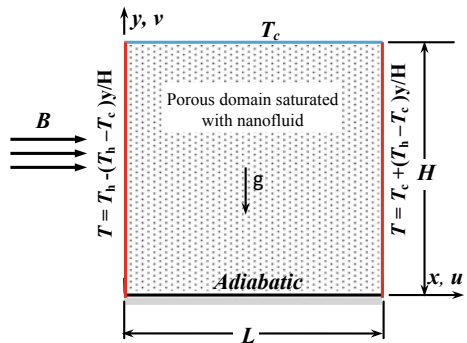 y, v
T_c
B
T = T_h -(T_h –T_c )y/H
Porous domain saturated
with nanofluid
g
T = T_c +(T_h –T_c )y/H
H
Adiabatic
x, u
L